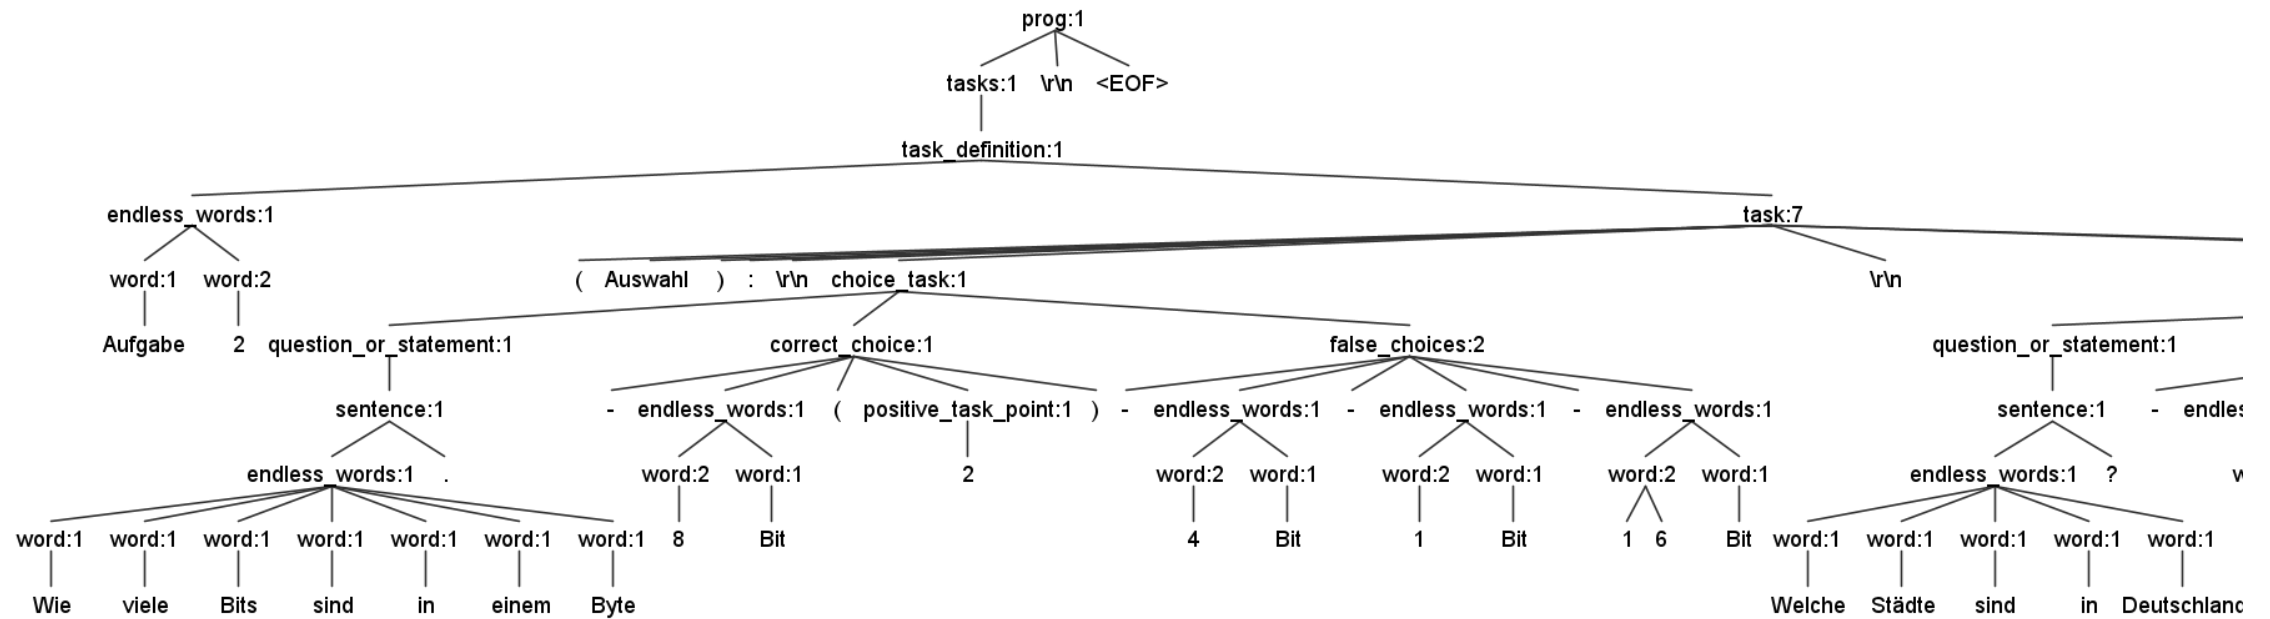 prog:1
tasks:1 \r\n <EOF>
task_definition:1
endless_words:1 task:7
word:1 word:2 ( Auswahl ) : \r\n choice_task:1 \r\n
Aufgabe 2 question_or_statement:1 correct_choice:1 false_choices:2 question_or_statement:1
sentence:1 - endless_words:1 ( positive_task_point:1 ) - endless_words:1 - endless_words:1 - endless_words:1 sentence:1 - endles
endless_words:1 . word:2 word:1 2 word:2 word:1 word:2 word:1 word:2 word:1 endless_words:1 ? w
word:1 word:1 word:1 word:1 word:1 word:1 word:1 8 Bit 4 Bit 1 Bit 1 6 Bit word:1 word:1 word:1 word:1 word:1
Wie viele Bits sind in einem Byte Welche Städte sind in Deutschland